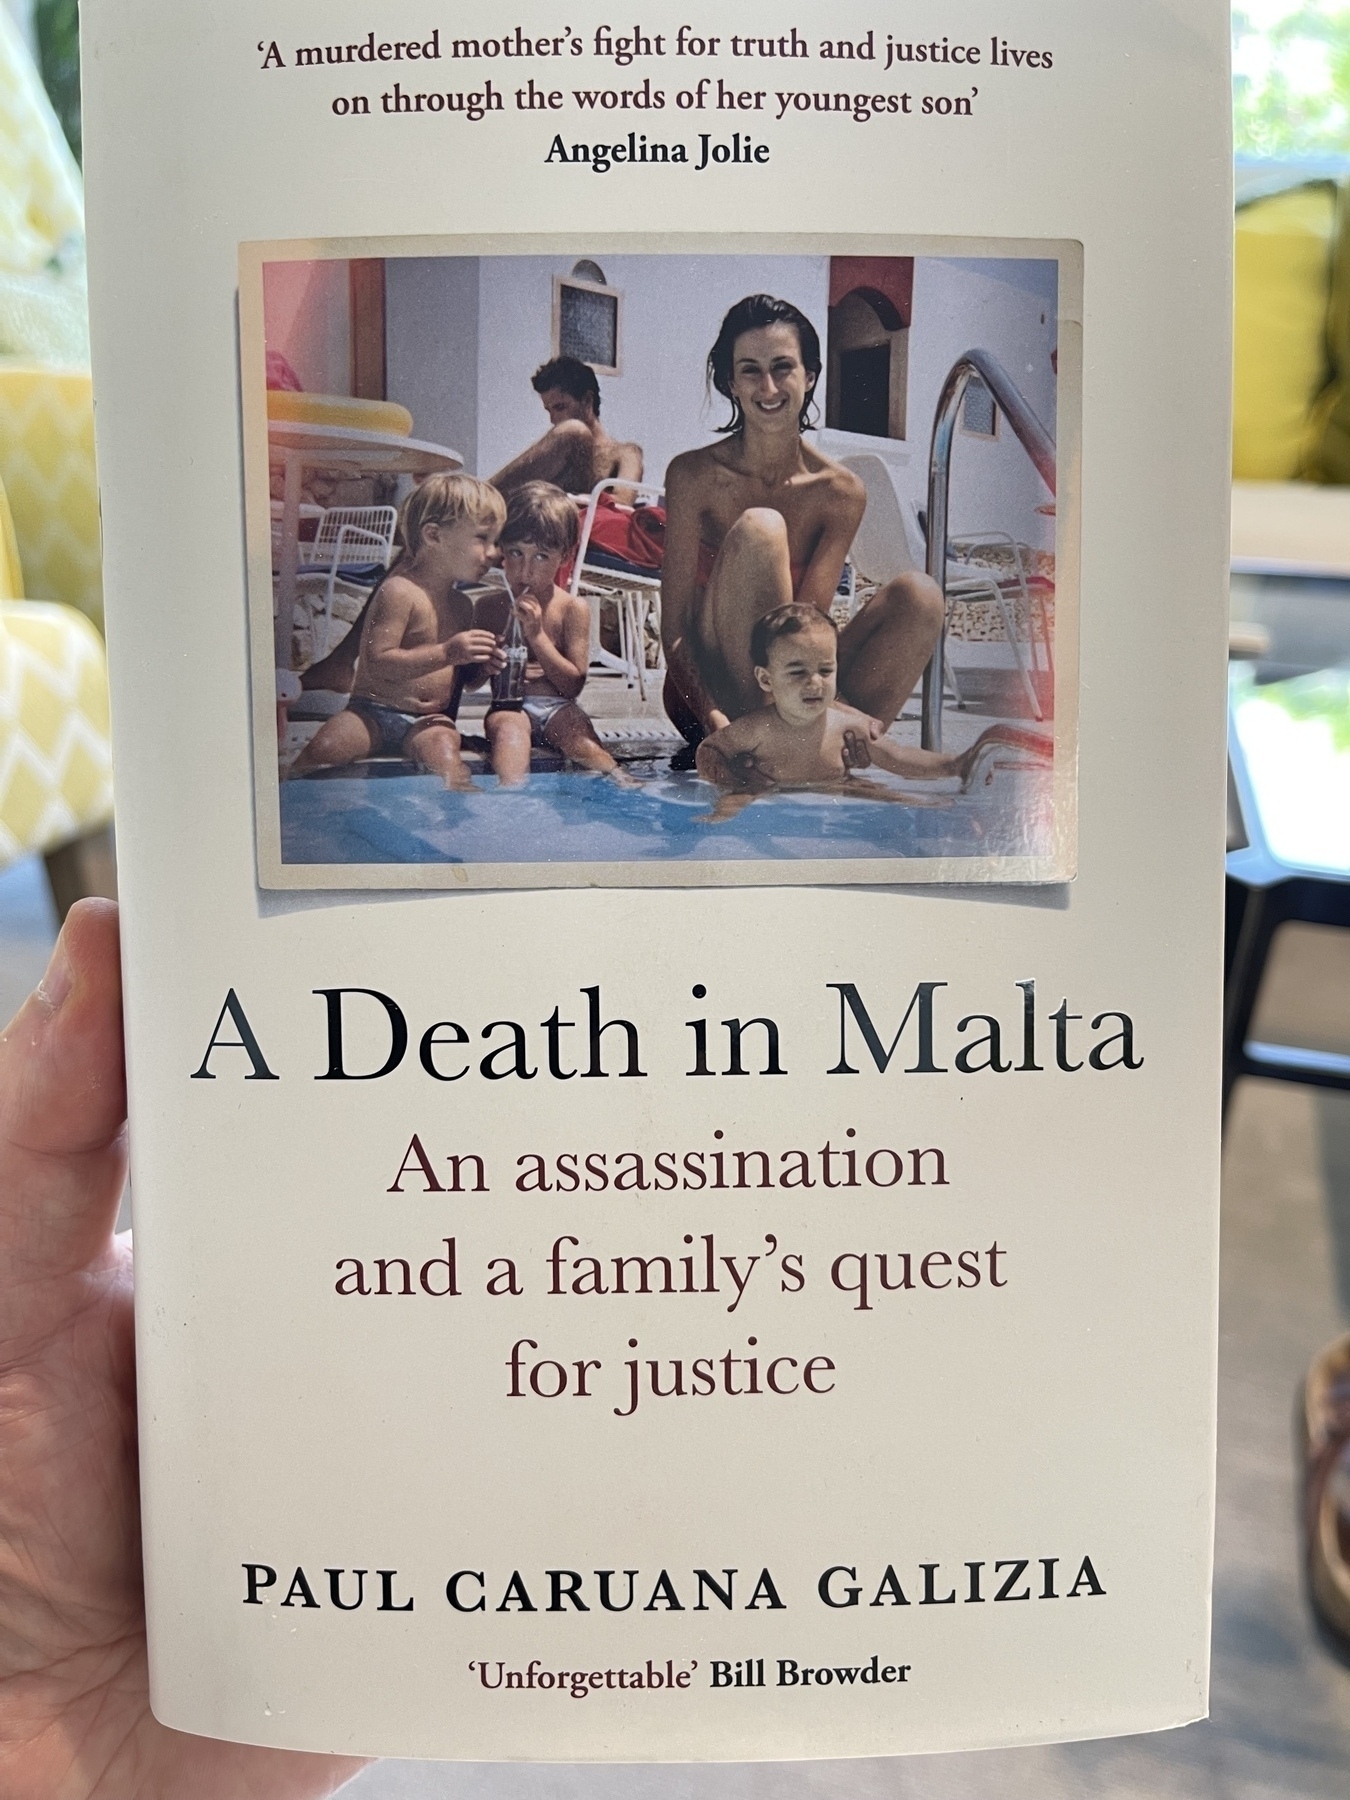 ‘A murdered mother’s fight for truth and justice lives
on through the words of her youngest son’
Angelina Jolie
A Death in Malta
An assassination
and a family’s quest
for justice
PAUL CARUANA GALIZIA
‘Unforgettable’ Bill Browder